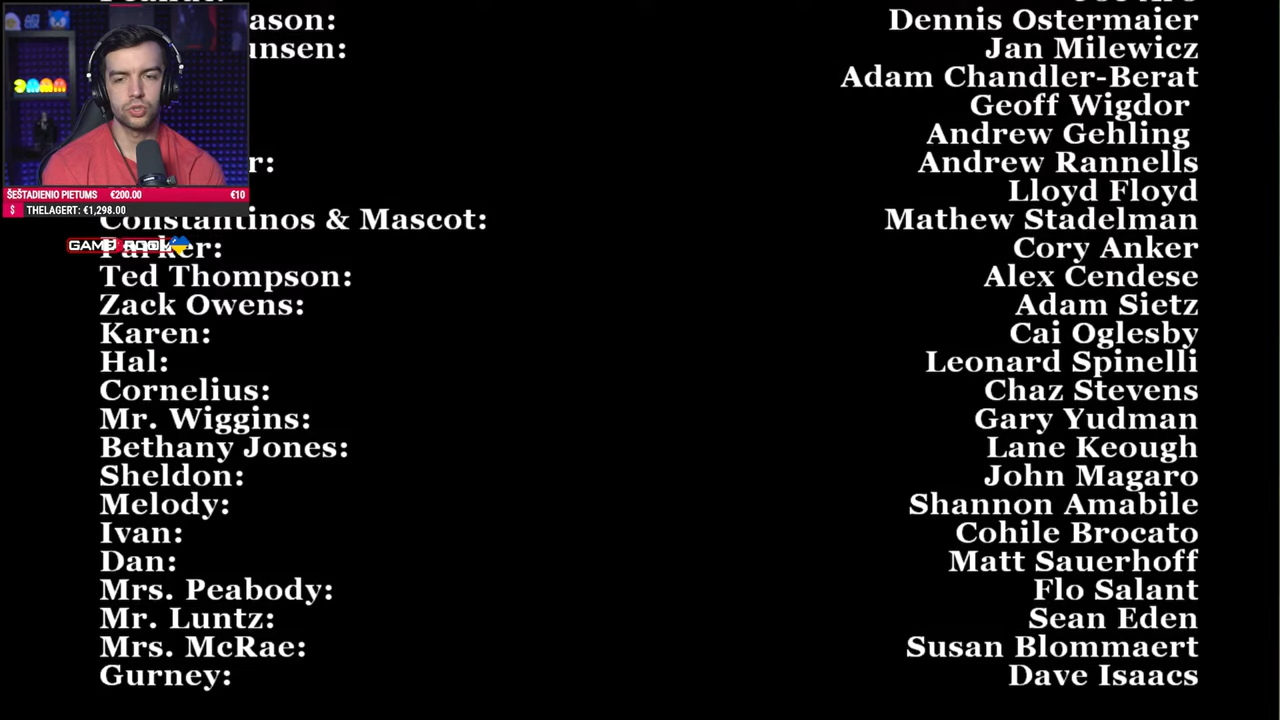 ason: Dennis Ostermaier
unsen: Jan Milewicz
Adam Chandler-Berat
Geoff Wigdor
Andrew Gehling
r: Andrew Rannells
Lloyd Floyd
ŠEŠTADIENIO PIETUMS €200.00 €10
$ THELAGERT: €1,298.00
Constantinos & Mascot: Mathew Stadelman
Parker: Cory Anker
Ted Thompson: Alex Cendese
Zack Owens: Adam Sietz
Karen: Cai Oglesby
Hal: Leonard Spinelli
Cornelius: Chaz Stevens
Mr. Wiggins: Gary Yudman
Bethany Jones: Lane Keough
Sheldon: John Magaro
Melody: Shannon Amabile
Ivan: Cohile Brocato
Dan: Matt Sauerhoff
Mrs. Peabody: Flo Salant
Mr. Luntz: Sean Eden
Mrs. McRae: Susan Blommaert
Gurney: Dave Isaacs